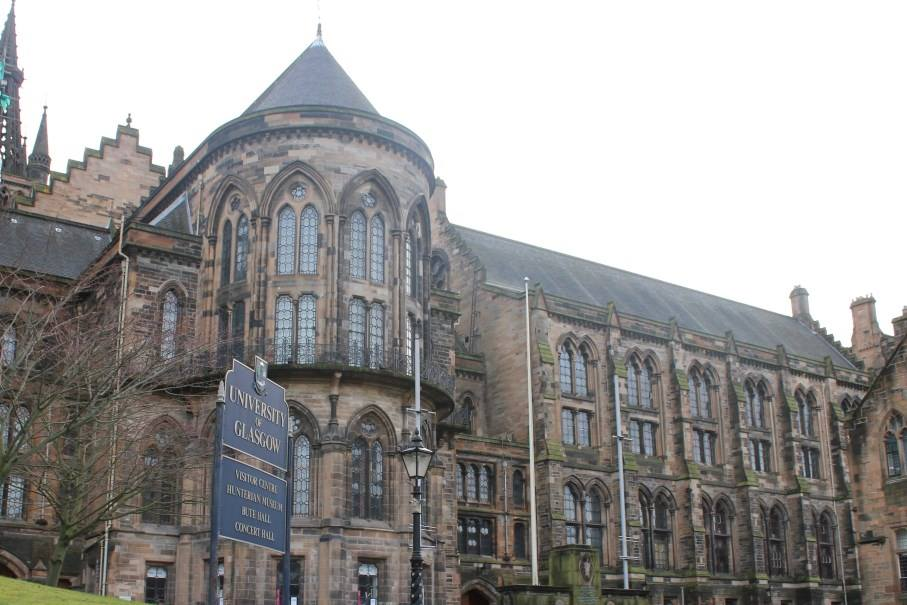 UNIVERSITY
OF
GLASGOW
VISITOR CENTRE
HUNTERIAN MUSEUM
BUTE HALL
CONCERT HALL